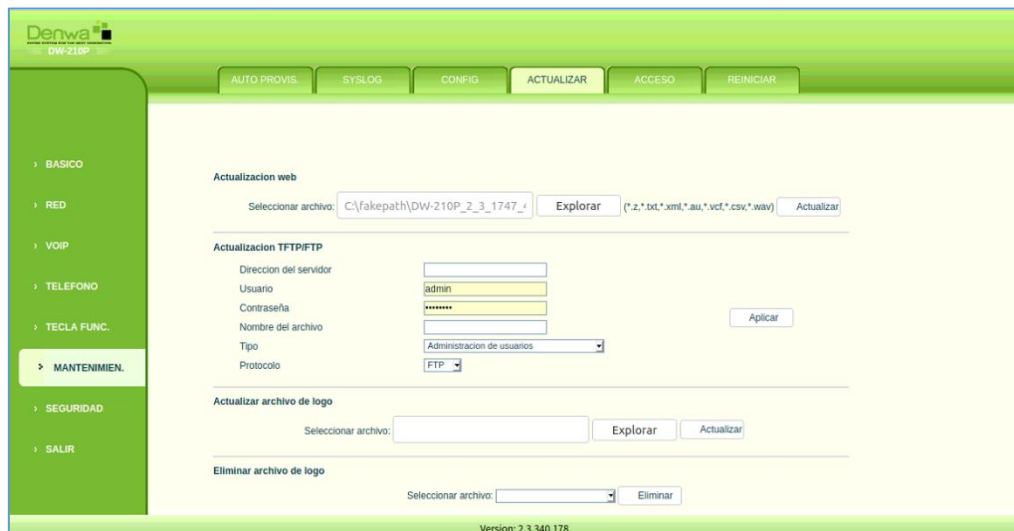 Denwa
DW-210P
AUTO PROVIS. SYSLOG CONFIG ACTUALIZAR ACCESO REINICIAR
› BASICO
› RED
› VOIP
› TELEFONO
› TECLA FUNC.
› MANTENIMIEN.
› SEGURIDAD
› SALIR
Actualizacion web
Seleccionar archivo: C:\fakepath\DW-210P_2_3_1747_ Explorar (*.z,*.txt,*.xml,*.au,*.vcf,*.csv,*.wav) Actualizar
Actualizacion TFTP/FTP
Direccion del servidor
Usuario admin
Contraseña ••••••••
Nombre del archivo
Aplicar
Tipo Administracion de usuarios
Protocolo FTP
Actualizar archivo de logo
Seleccionar archivo: Explorar Actualizar
Eliminar archivo de logo
Seleccionar archivo: Eliminar
Version: 2.3.340.178